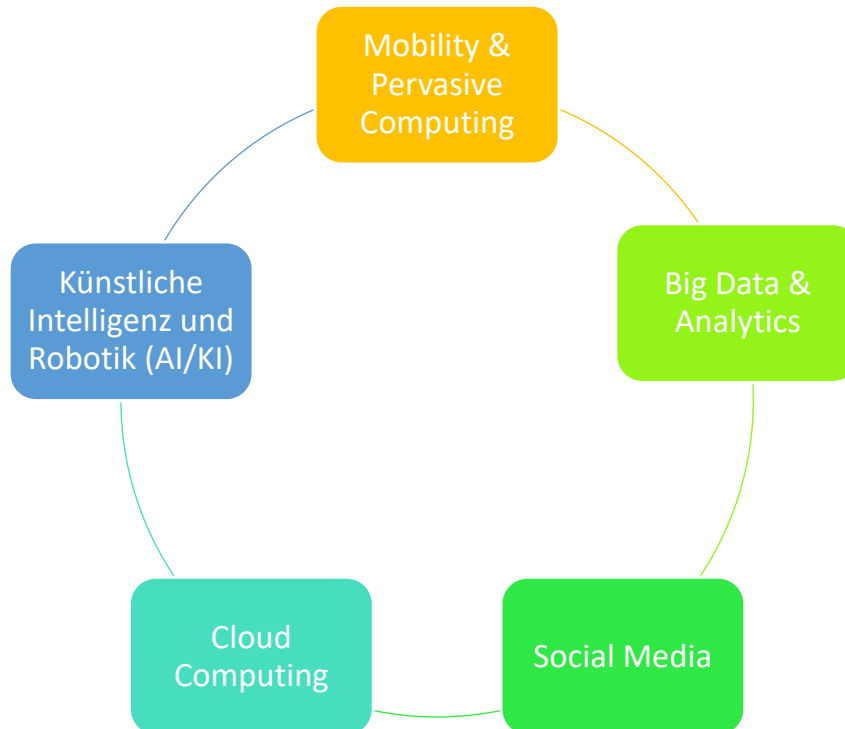 Mobility &
Pervasive
Computing
Big Data &
Analytics
Social Media
Cloud
Computing
Künstliche
Intelligenz und
Robotik (AI/KI)